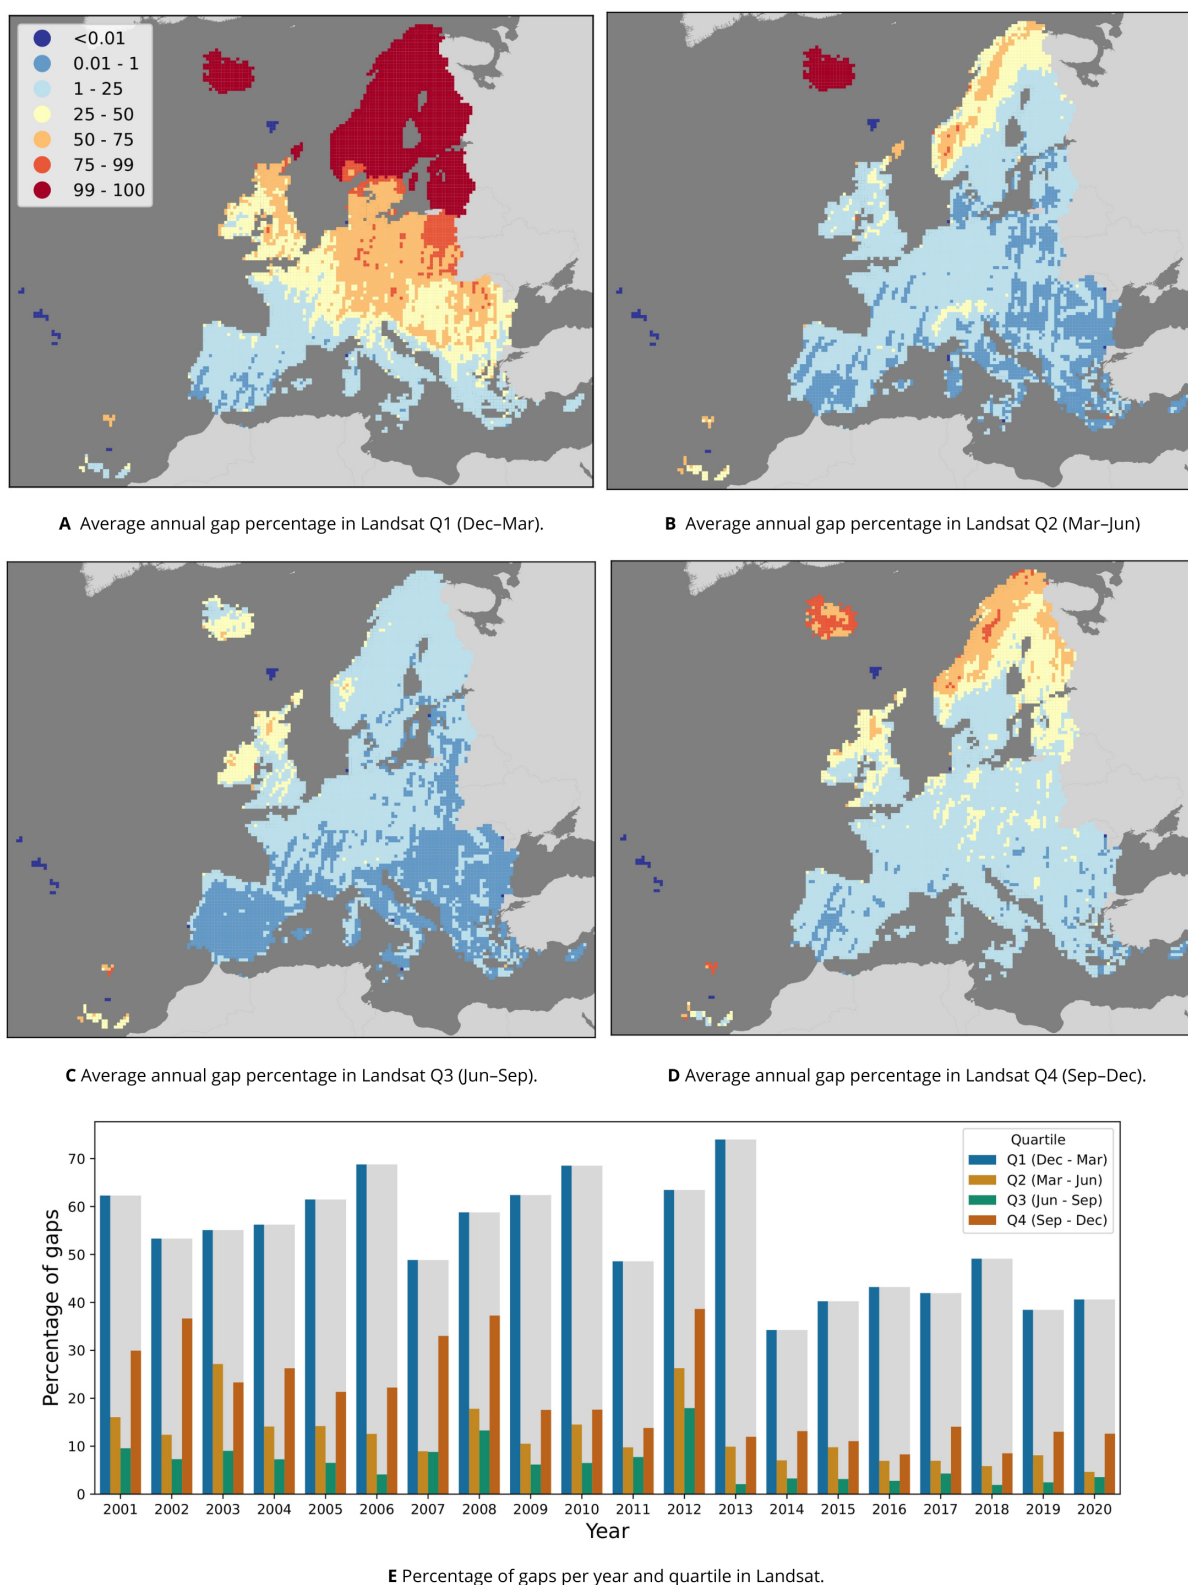 <0.01
0.01 - 1
1 - 25
25 - 50
50 - 75
75 - 99
99 - 100
A Average annual gap percentage in Landsat Q1 (Dec–Mar).
B Average annual gap percentage in Landsat Q2 (Mar–Jun)
C Average annual gap percentage in Landsat Q3 (Jun–Sep).
D Average annual gap percentage in Landsat Q4 (Sep–Dec).
Percentage of gaps
70
60
50
40
30
20
10
0
Quartile
Q1 (Dec - Mar)
Q2 (Mar - Jun)
Q3 (Jun - Sep)
Q4 (Sep - Dec)
2001 2002 2003 2004 2005 2006 2007 2008 2009 2010 2011 2012 2013 2014 2015 2016 2017 2018 2019 2020
Year
E Percentage of gaps per year and quartile in Landsat.